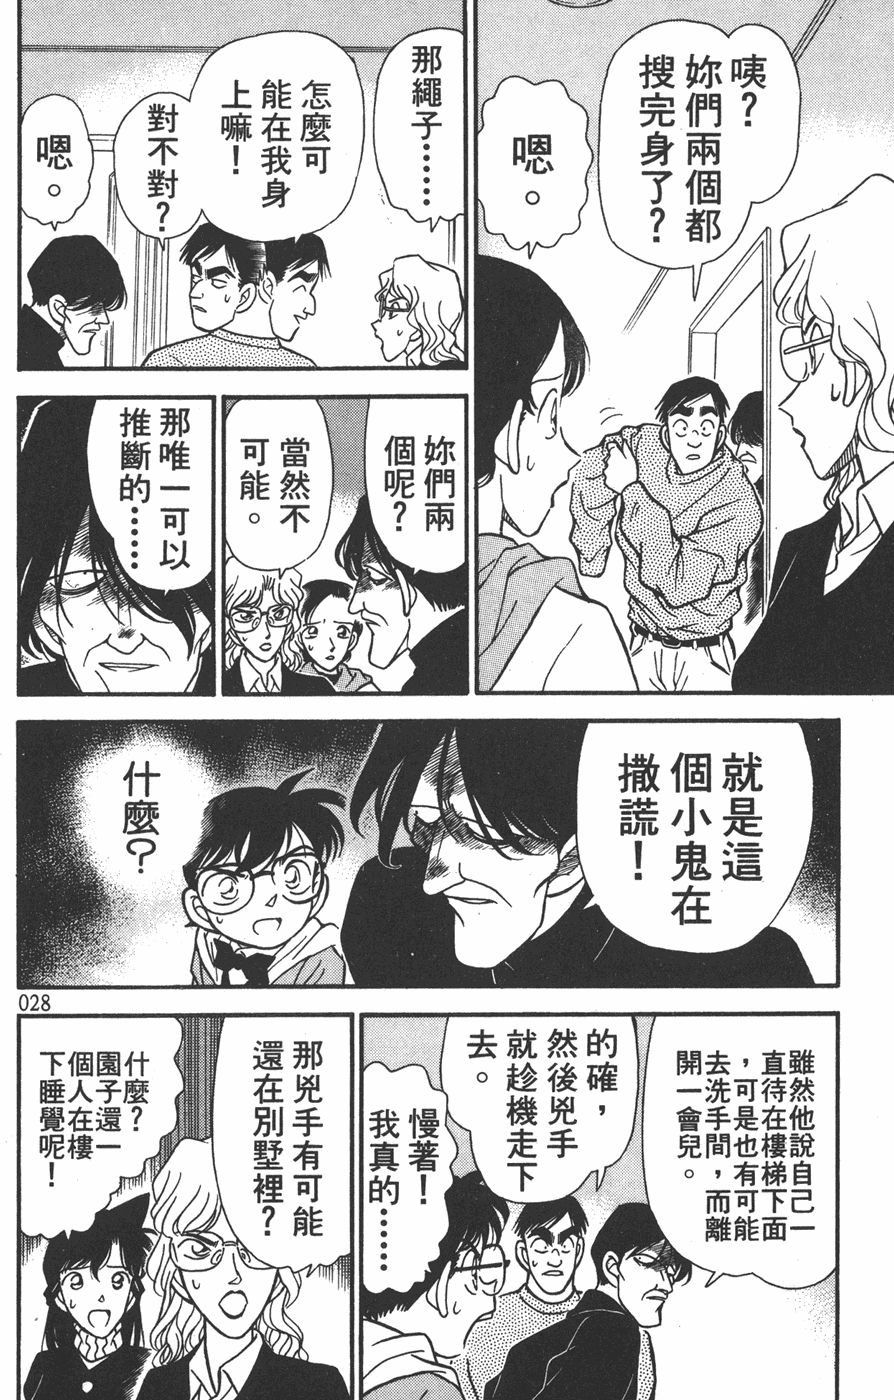 咦？
妳們兩個都
搜完身了？
嗯。
那繩子……
怎麼可
能在我身
上嘛！
對不對？
嗯。
妳們兩
個呢？
當然不
可能。
那唯一可以
推斷的……
就是這
個小鬼在
撒謊！
什麼？
雖然他說自己一
直待在樓梯下面
，可是也有可能
去洗手間，而離
開一會兒。
的確，
然後兇手
就趁機走下
去。
慢著！
我真的……
那兇手有可能
還在別墅裡？
什麼？
園子還一
個人在樓
下睡覺呢！
028